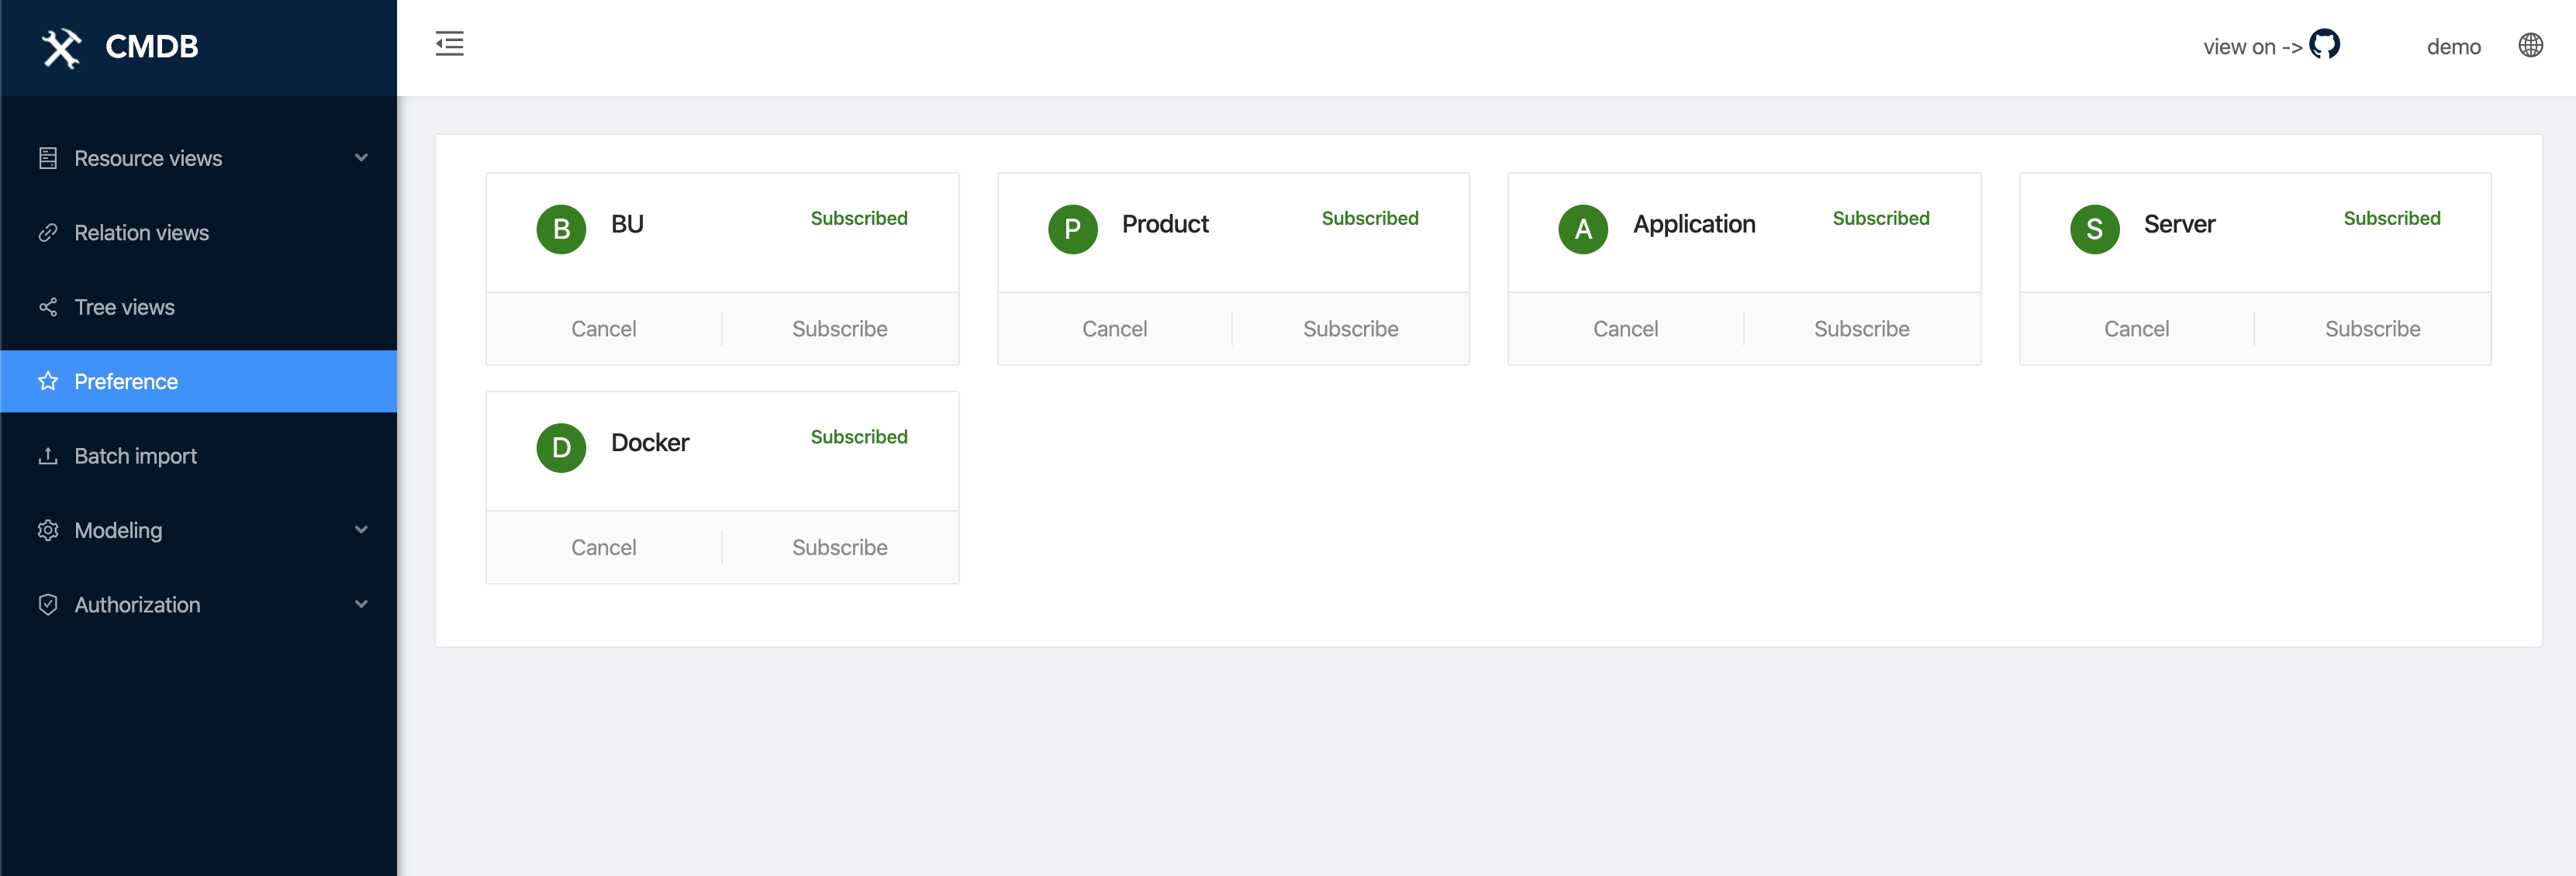 CMDB
view on ->
demo
Resource views
Relation views
Tree views
Preference
Batch import
Modeling
Authorization
B BU Subscribed
Cancel Subscribe
P Product Subscribed
Cancel Subscribe
A Application Subscribed
Cancel Subscribe
S Server Subscribed
Cancel Subscribe
D Docker Subscribed
Cancel Subscribe